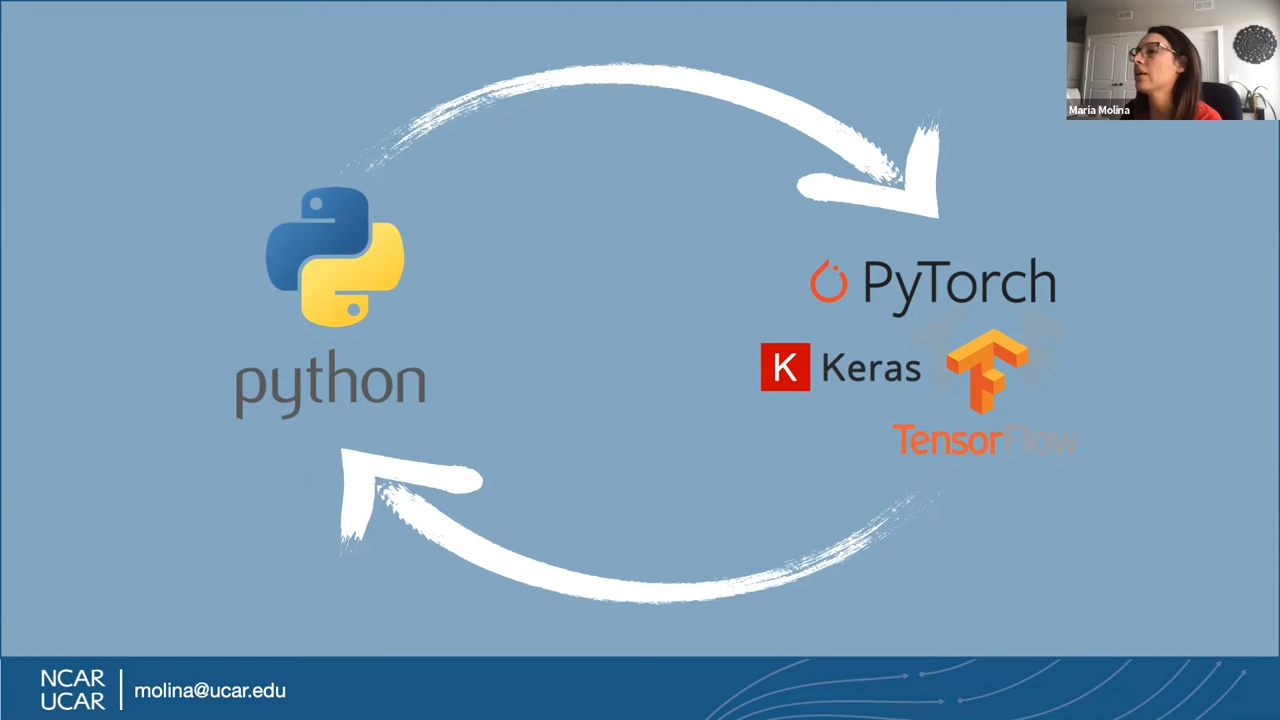 Maria Molina
python
PyTorch
K Keras
TensorFlow
NCAR
UCAR
molina@ucar.edu